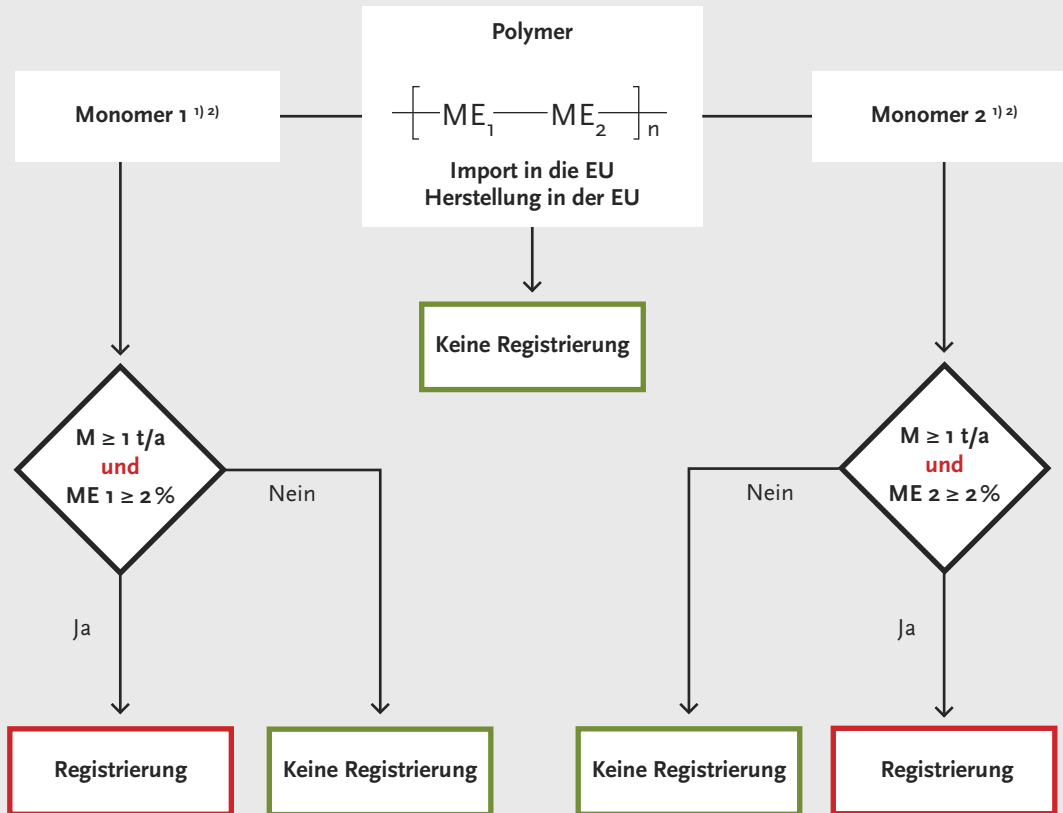 Polymer
Monomer 1 ¹⁾ ²⁾
[ ME₁ ME₂ ]n
Monomer 2 ¹⁾ ²⁾
Import in die EU
Herstellung in der EU
Keine Registrierung
M ≥ 1 t/a
und
ME 1 ≥ 2 %
Nein
Ja
M ≥ 1 t/a
und
ME 2 ≥ 2 %
Nein
Ja
Registrierung
Keine Registrierung
Keine Registrierung
Registrierung